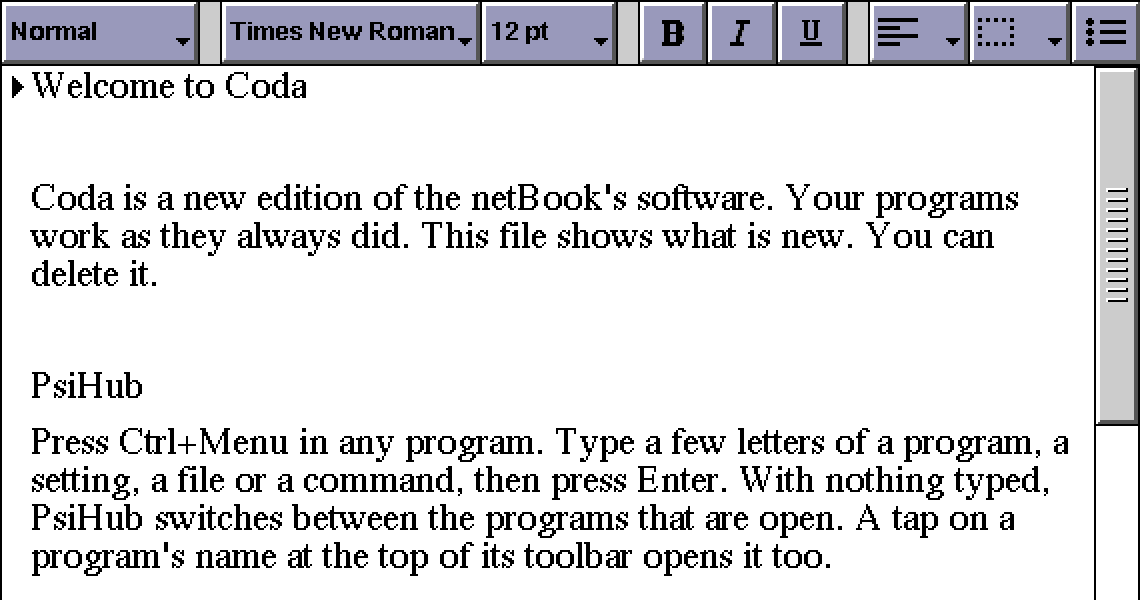 Normal
Times New Roman
12 pt
B
I
U
Welcome to Coda
Coda is a new edition of the netBook's software. Your programs
work as they always did. This file shows what is new. You can
delete it.
PsiHub
Press Ctrl+Menu in any program. Type a few letters of a program, a
setting, a file or a command, then press Enter. With nothing typed,
PsiHub switches between the programs that are open. A tap on a
program's name at the top of its toolbar opens it too.